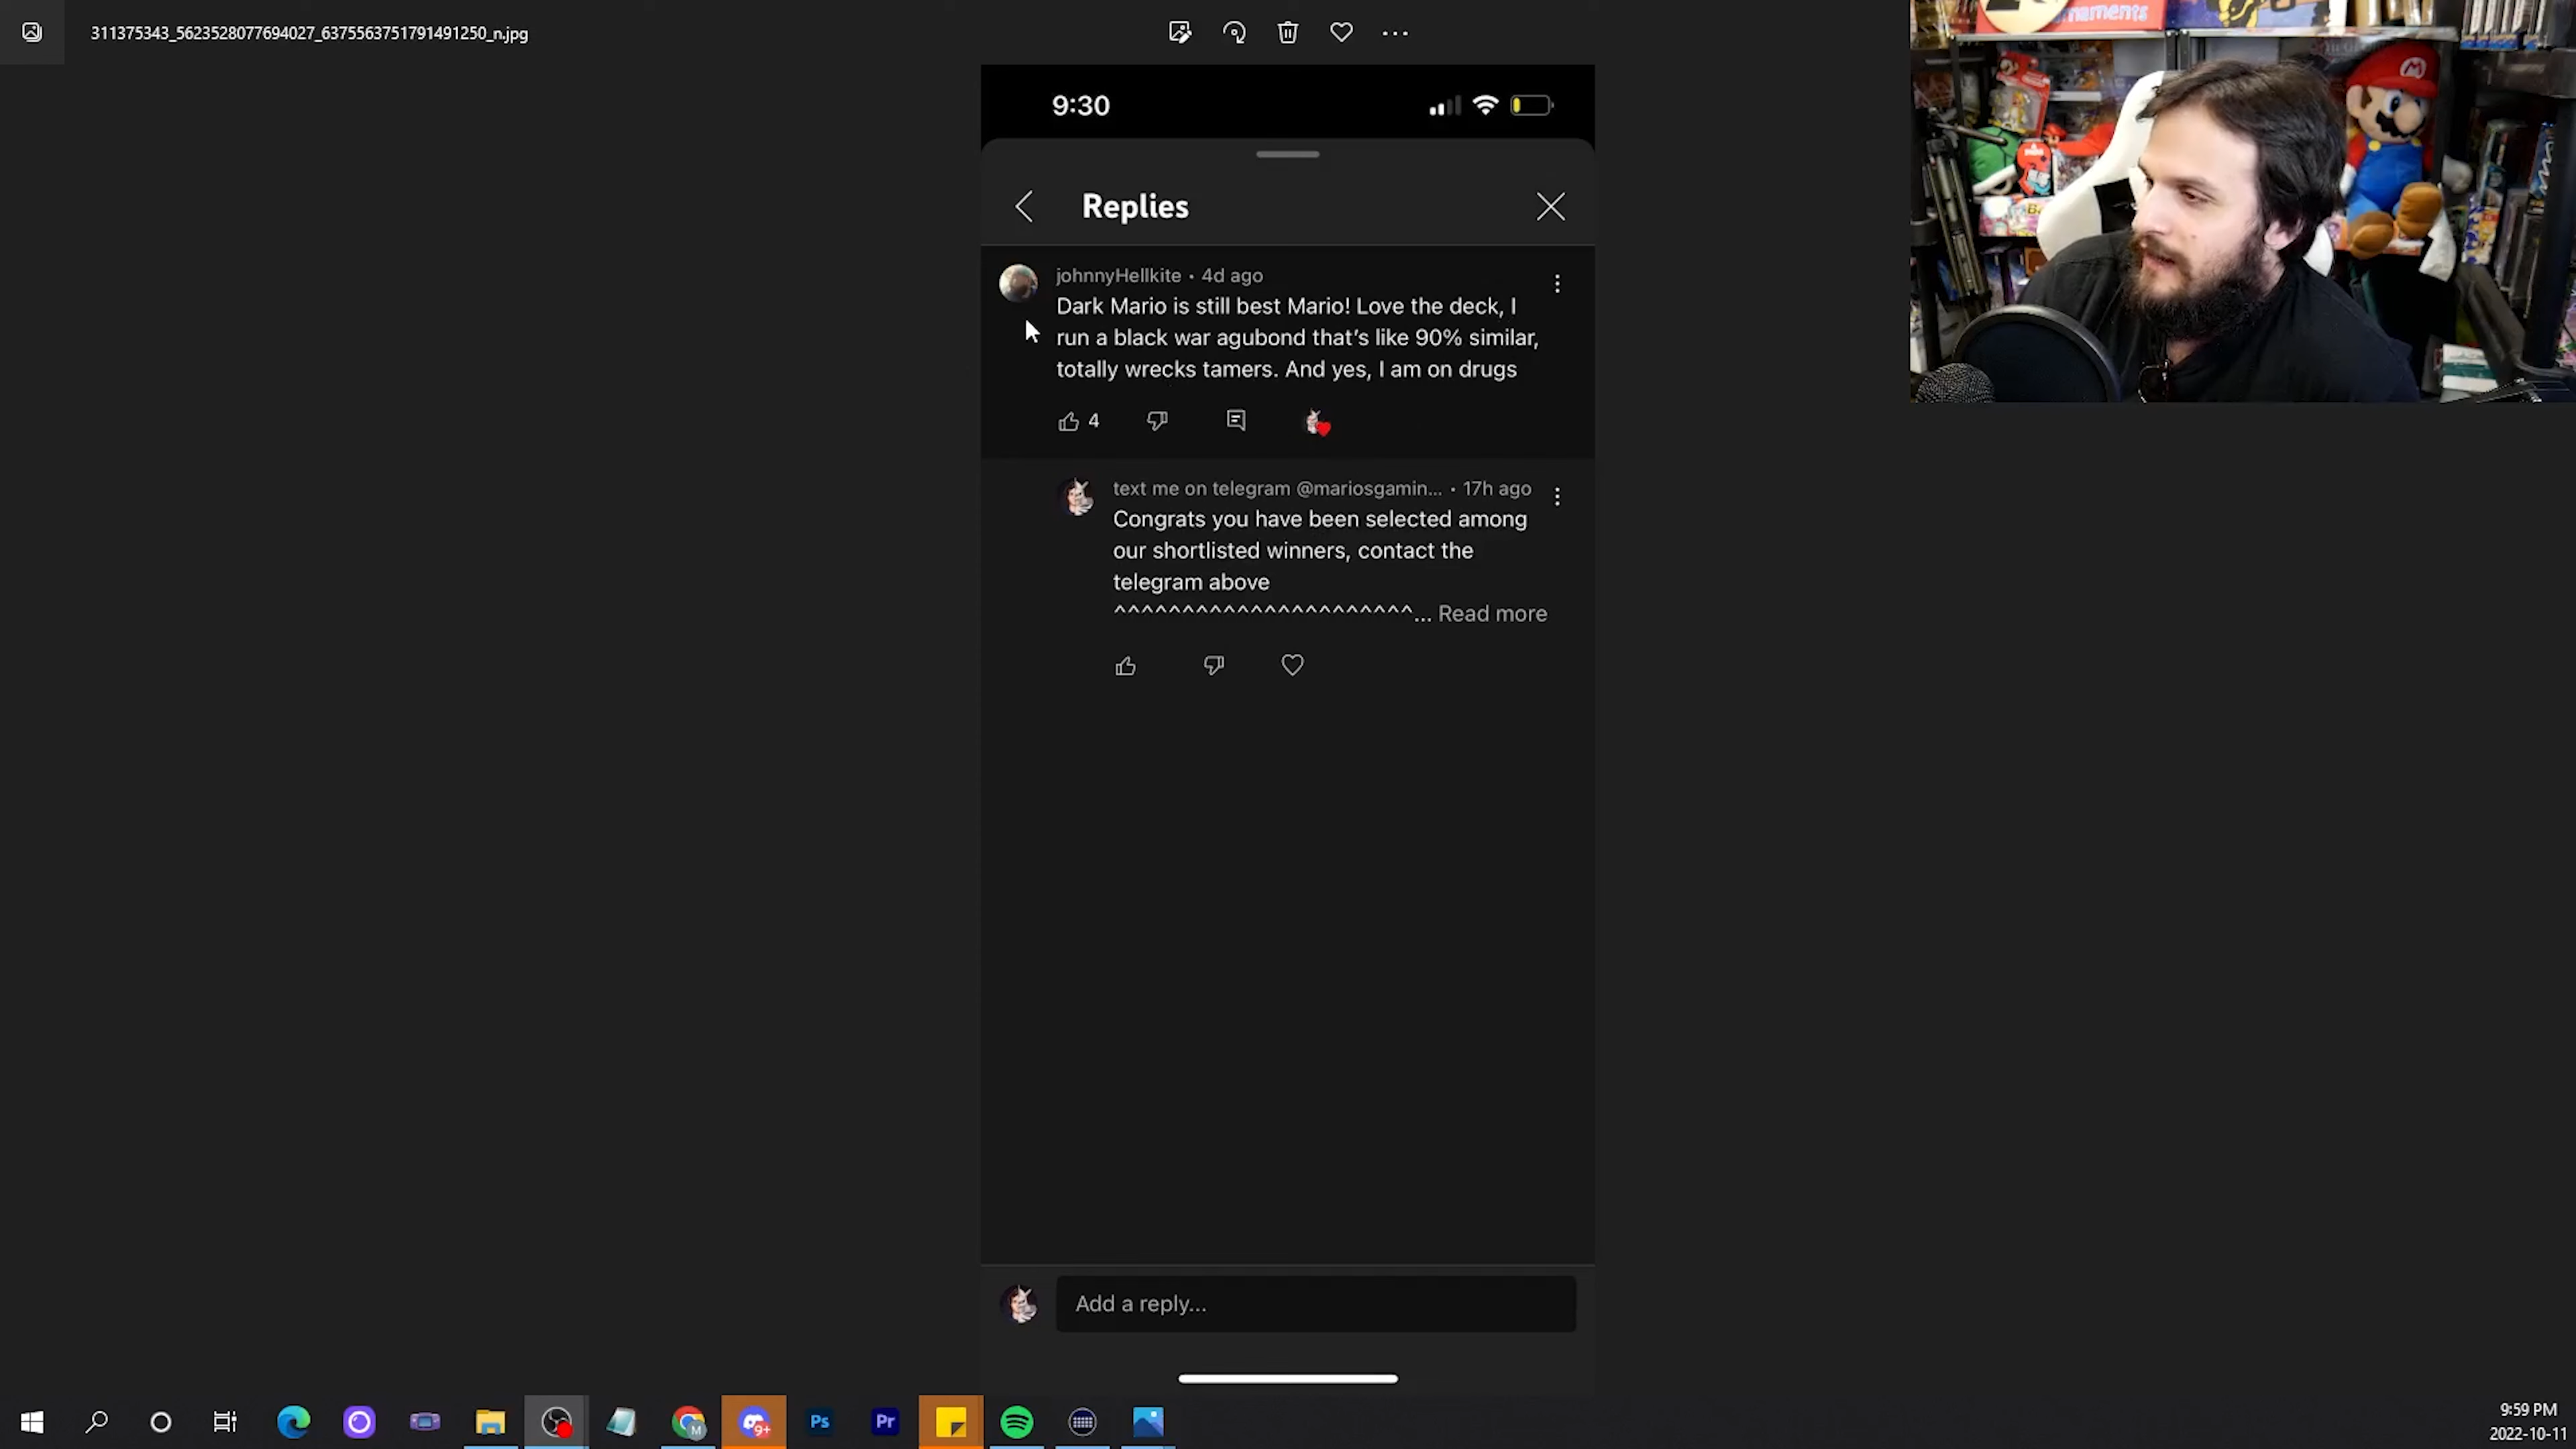 311375343_5623528077694027_6375563751791491250_n.jpg
9:30
Replies
johnnyHellkite • 4d ago
Dark Mario is still best Mario! Love the deck, I
run a black war agubond that's like 90% similar,
totally wrecks tamers. And yes, I am on drugs
4
text me on telegram @mariosgamin... • 17h ago
Congrats you have been selected among
our shortlisted winners, contact the
telegram above
^^^^^^^^^^^^^^^^^^^^^^... Read more
Add a reply...
M
9+
Ps
Pr
9:59 PM
2022-10-11